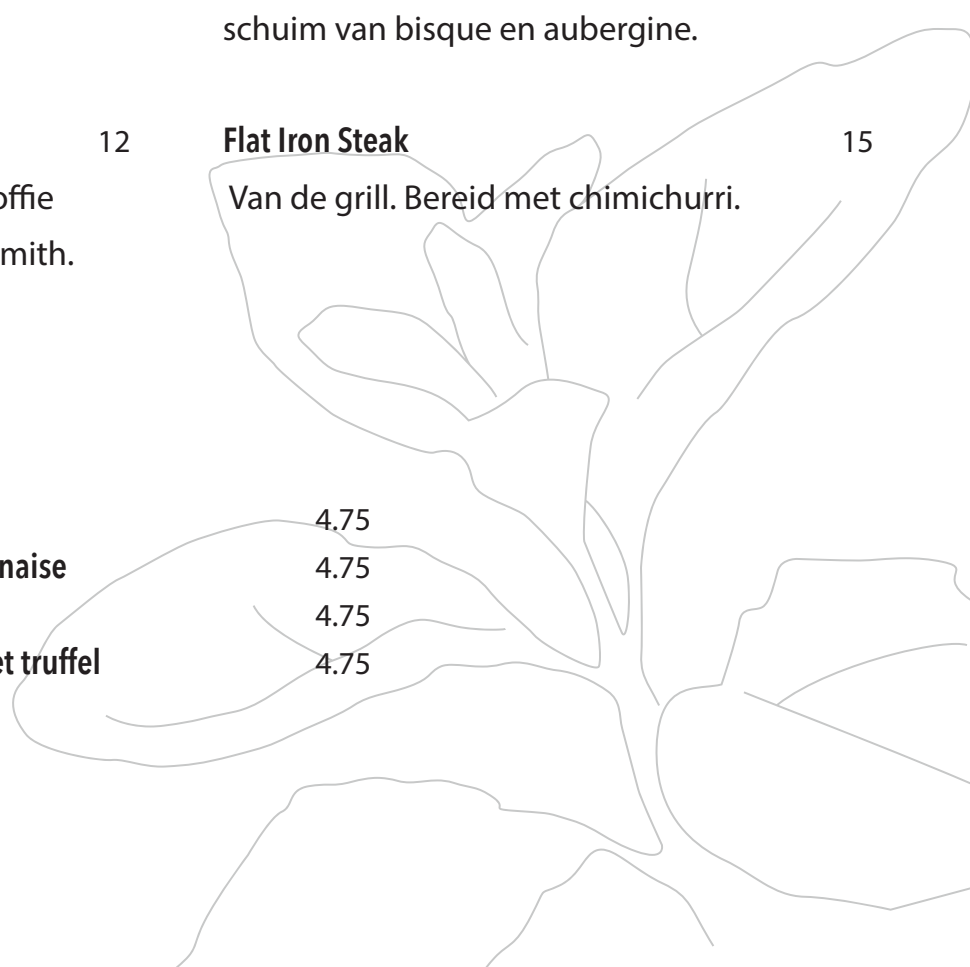 schuim van bisque en aubergine.
12
Flat Iron Steak 15
offie
Van de grill. Bereid met chimichurri.
mith.
4.75
naise 4.75
4.75
et truffel 4.75